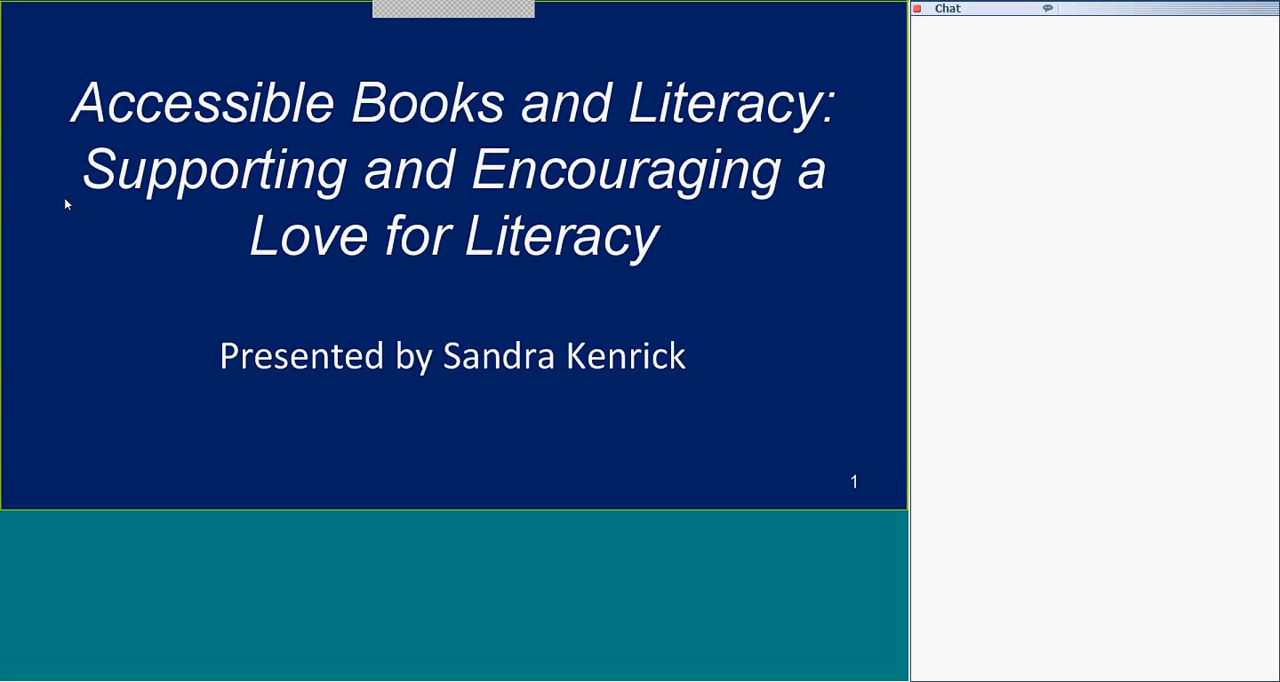 Chat
Accessible Books and Literacy:
Supporting and Encouraging a
Love for Literacy
Presented by Sandra Kenrick
1